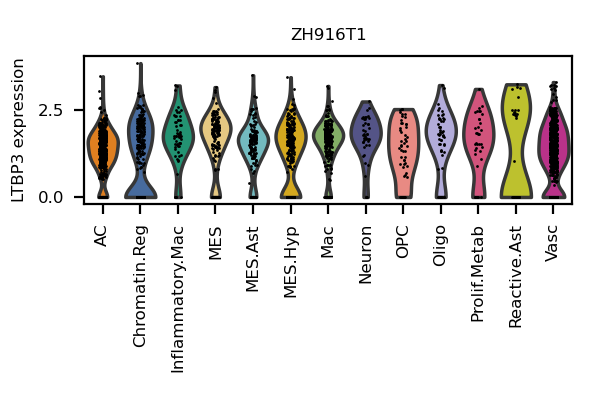 ZH916T1
LTBP3 expression
2.5
0.0
AC
Chromatin.Reg
Inflammatory.Mac
MES
MES.Ast
MES.Hyp
Mac
Neuron
OPC
Oligo
Prolif.Metab
Reactive.Ast
Vasc